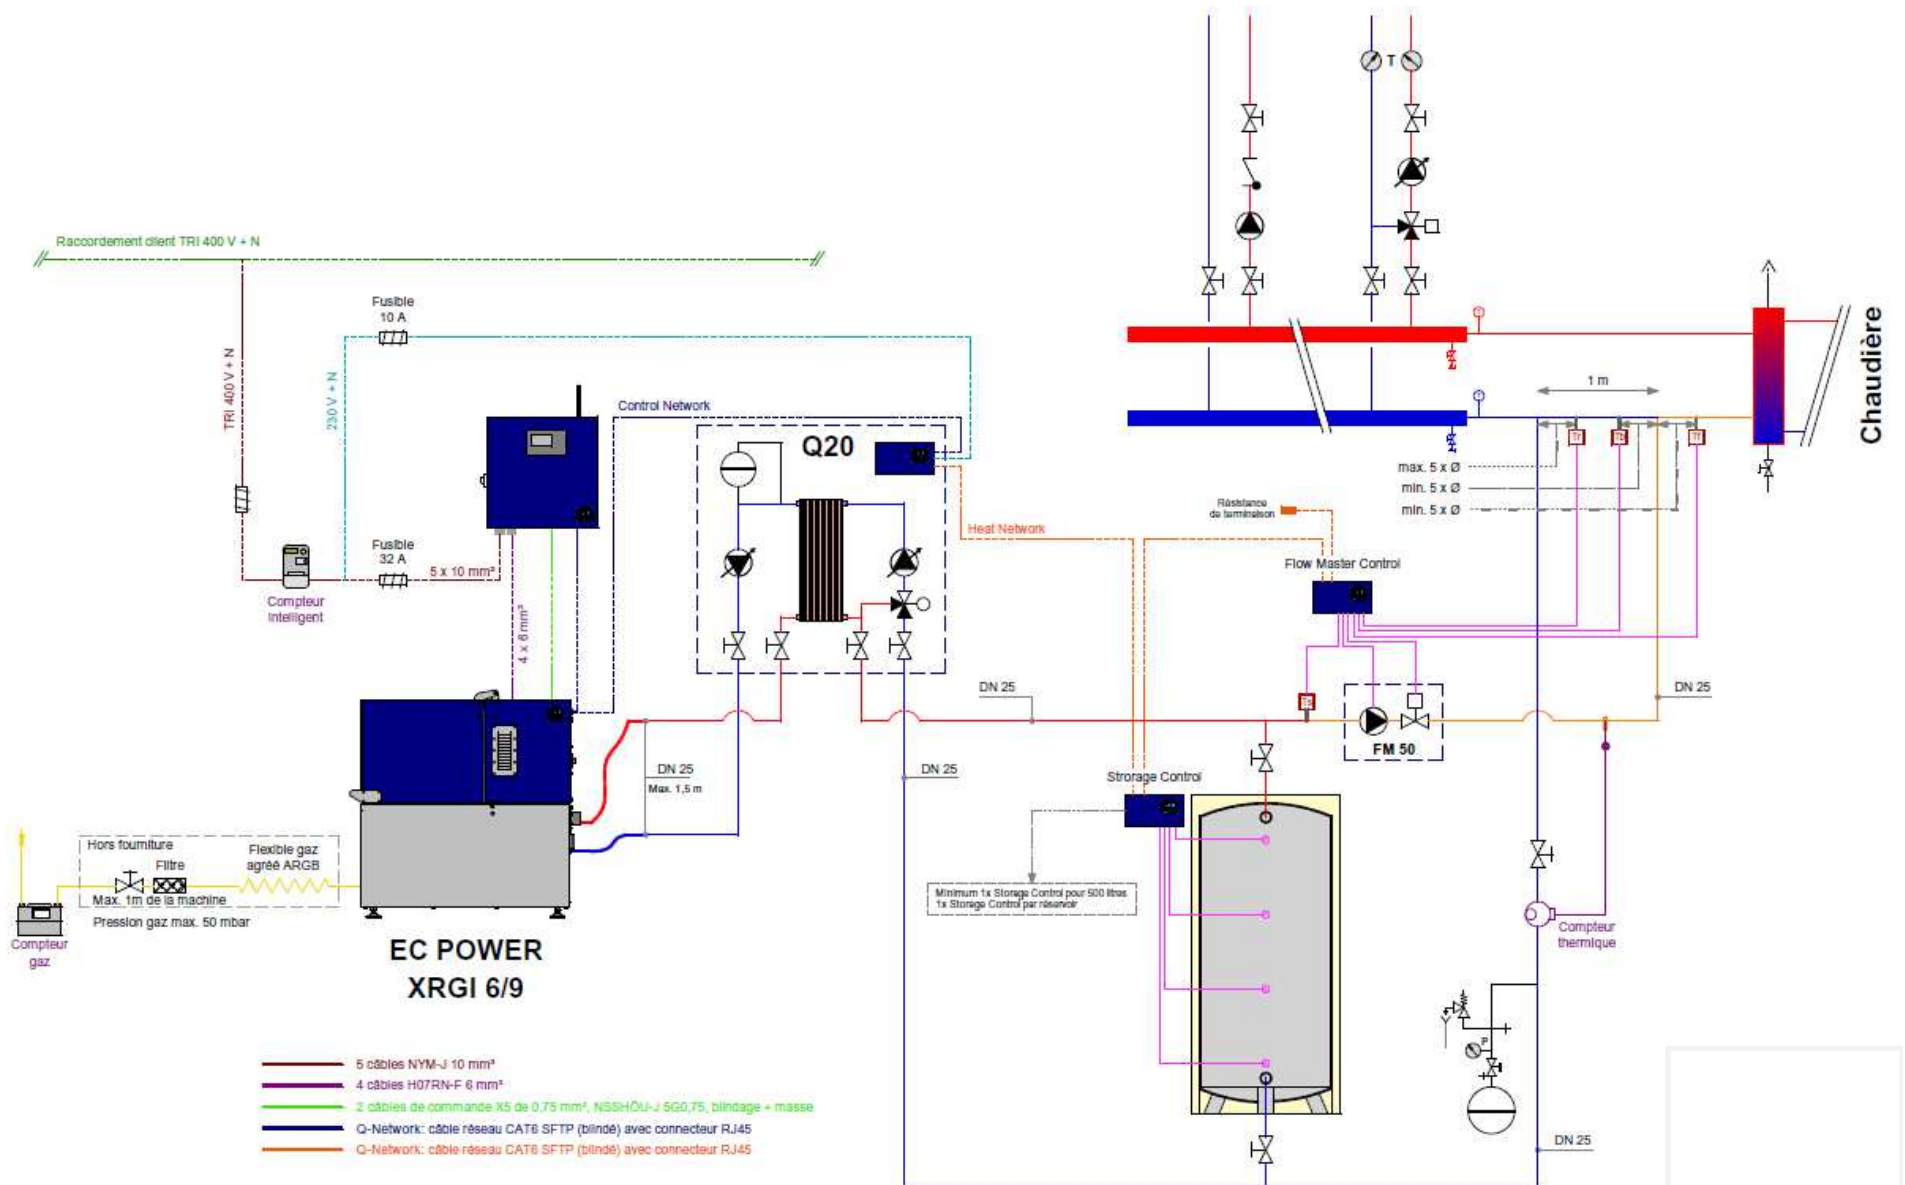 T
Raccordement client TRI 400 V + N
Fusible
10 A
TRI 400 V + N
230 V + N
Chaudière
1 m
Control Network
Q20
Tr
Tb
Tf
max. 5 x Ø
min. 5 x Ø
min. 5 x Ø
Résistance
de terminaison
Heat Network
Flow Master Control
Fusible
32 A
5 x 10 mm²
Compteur
intelligent
4 x 6 mm²
DN 25
DN 25
FM 50
DN 25
Max. 1,5 m
DN 25
Strorage Control
Hors fourniture
Filtre
Flexible gaz
agréé ARGB
Max. 1m de la machine
Pression gaz max. 50 mbar
Compteur
gaz
Minimum 1x Storage Control pour 500 litres
1x Storage Control par réservoir
Compteur
thermique
EC POWER
XRGI 6/9
P
5 câbles NYM-J 10 mm²
4 câbles H07RN-F 6 mm²
2 câbles de commande X5 de 0,75 mm², NSSHÖU-J 5G0,75, blindage + masse
Q-Network: câble réseau CAT6 SFTP (blindé) avec connecteur RJ45
Q-Network: câble réseau CAT6 SFTP (blindé) avec connecteur RJ45
DN 25